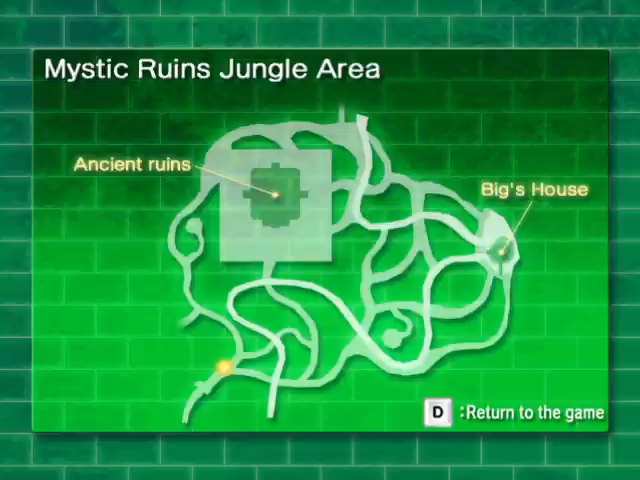 Mystic Ruins Jungle Area
Ancient ruins
Big's House
D :Return to the game